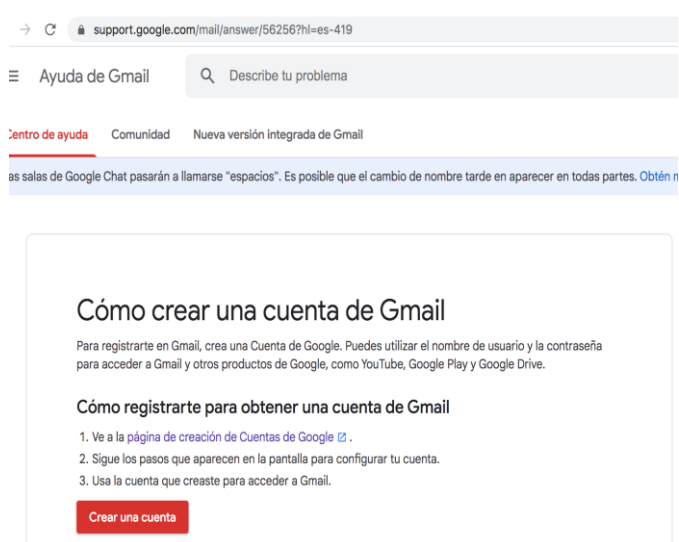 support.google.com/mail/answer/56256?hl=es-419
Ayuda de Gmail
Describe tu problema
Centro de ayuda Comunidad Nueva versión integrada de Gmail
as salas de Google Chat pasarán a llamarse "espacios". Es posible que el cambio de nombre tarde en aparecer en todas partes. Obtén
Cómo crear una cuenta de Gmail
Para registrarte en Gmail, crea una Cuenta de Google. Puedes utilizar el nombre de usuario y la contraseña
para acceder a Gmail y otros productos de Google, como YouTube, Google Play y Google Drive.
Cómo registrarte para obtener una cuenta de Gmail
1. Ve a la página de creación de Cuentas de Google .
2. Sigue los pasos que aparecen en la pantalla para configurar tu cuenta.
3. Usa la cuenta que creaste para acceder a Gmail.
Crear una cuenta